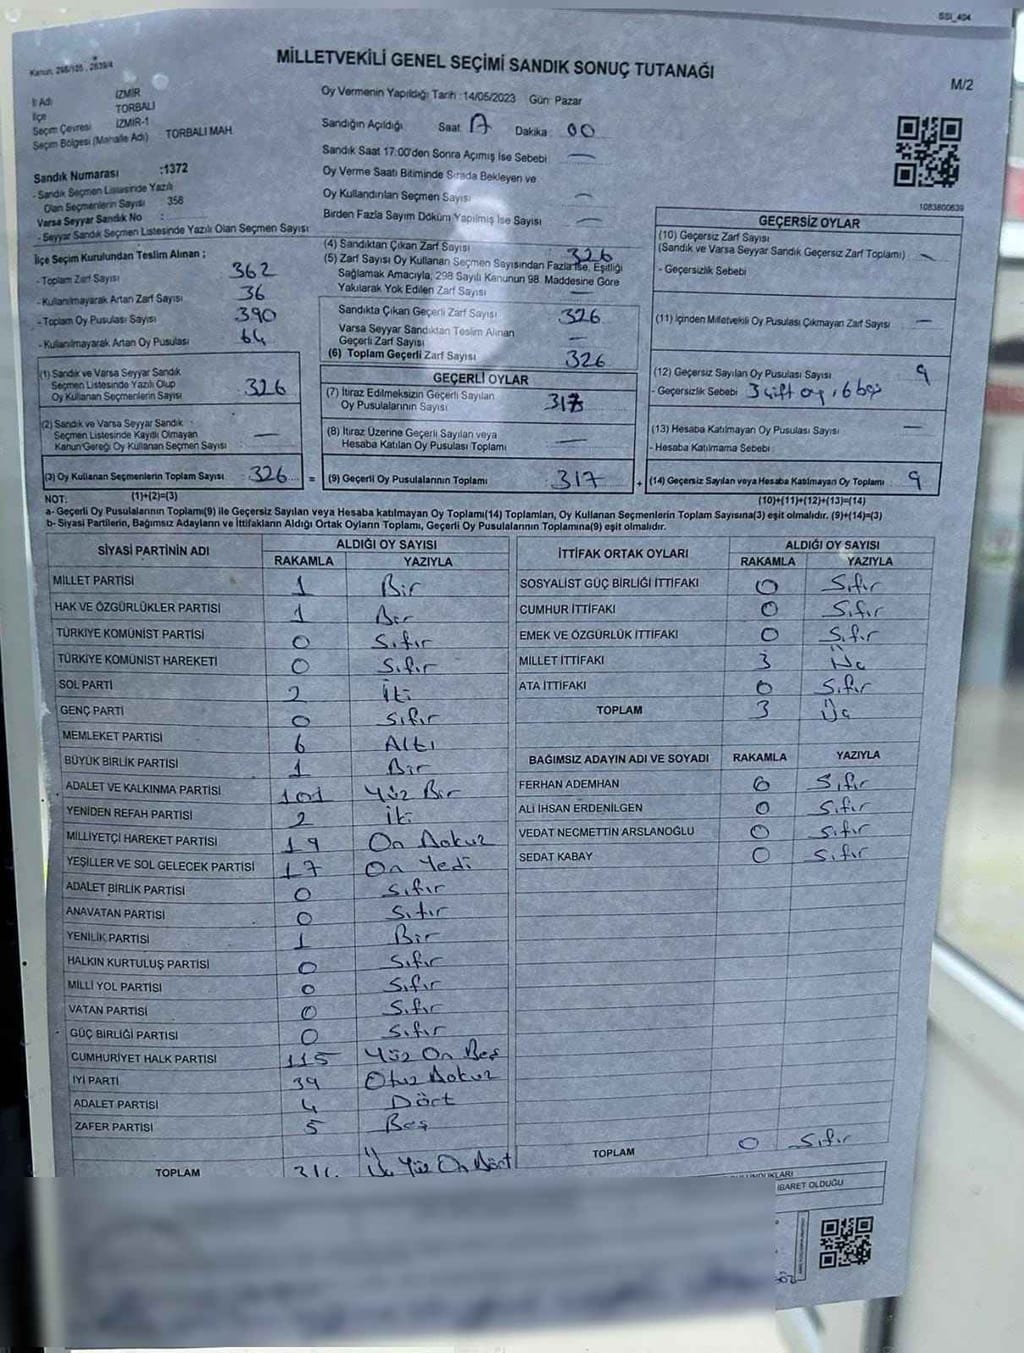 SSI_404
Kanun: 298/105 , 2839/4
MİLLETVEKİLİ GENEL SEÇİMİ SANDIK SONUÇ TUTANAĞI
M/2
İl Adı İZMİR
İlçe TORBALI
Seçim Çevresi İZMİR-1
Seçim Bölgesi (Mahalle Adı) TORBALI MAH.
Sandık Numarası :1372
- Sandık Seçmen Listesinde Yazılı
Olan Seçmenlerin Sayısı 358
Varsa Seyyar Sandık No :
- Seyyar Sandık Seçmen Listesinde Yazılı Olan Seçmen Sayısı
Oy Vermenin Yapıldığı Tarih :14/05/2023 Gün: Pazar
Sandığın Açıldığı Saat: Dakika: 00
Sandık Saat 17:00'den Sonra Açımış İse Sebebi —
Oy Verme Saati Bitiminde Sırada Bekleyen ve
Oy Kullandırılan Seçmen Sayısı —
Birden Fazla Sayım Döküm Yapılmış İse Sayısı —
1083800639
İlçe Seçim Kurulundan Teslim Alınan ;
- Toplam Zarf Sayısı 362
- Kullanılmayarak Artan Zarf Sayısı 36
- Toplam Oy Pusulası Sayısı 390
- Kullanılmayarak Artan Oy Pusulası 64
(4) Sandıktan Çıkan Zarf Sayısı 326
(5) Zarf Sayısı Oy Kullanan Seçmen Sayısından Fazla İse, Eşitliği
Sağlamak Amacıyla, 298 Sayılı Kanunun 98. Maddesine Göre
Yakılarak Yok Edilen Zarf Sayısı —
Sandıkta Çıkan Geçerli Zarf Sayısı 326
Varsa Seyyar Sandıktan Teslim Alınan
Geçerli Zarf Sayısı —
(6) Toplam Geçerli Zarf Sayısı 326
GEÇERSİZ OYLAR
(10) Geçersiz Zarf Sayısı
(Sandık ve Varsa Seyyar Sandık Geçersiz Zarf Toplamı) —
- Geçersizlik Sebebi
(11) İçinden Milletvekili Oy Pusulası Çıkmayan Zarf Sayısı —
(12) Geçersiz Sayılan Oy Pusulası Sayısı 9
- Geçersizlik Sebebi 3 çift oy, 6 boş
(13) Hesaba Katılmayan Oy Pusulası Sayısı —
- Hesaba Katılmama Sebebi
(14) Geçersiz Sayılan veya Hesaba Katılmayan Oy Toplamı 9
(10)+(11)+(12)+(13)=(14)
(1) Sandık ve Varsa Seyyar Sandık
Seçmen Listesinde Yazılı Olup
Oy Kullanan Seçmenlerin Sayısı 326
(2) Sandık ve Varsa Seyyar Sandık
Seçmen Listesinde Kayıtlı Olmayan
Kanun Gereği Oy Kullanan Seçmen Sayısı —
(3) Oy Kullanan Seçmenlerin Toplam Sayısı 326 =
(1)+(2)=(3)
GEÇERLİ OYLAR
(7) İtiraz Edilmeksizin Geçerli Sayılan
Oy Pusulalarının Sayısı
(8) İtiraz Üzerine Geçerli Sayılan veya
Hesaba Katılan Oy Pusulası Toplamı —
(9) Geçerli Oy Pusulalarının Toplamı 317 +
NOT:
a- Geçerli Oy Pusulalarının Toplamı(9) ile Geçersiz Sayılan veya Hesaba katılmayan Oy Toplamı(14) Toplamları, Oy Kullanan Seçmenlerin Toplam Sayısına(3) eşit olmalıdır. (9)+(14)=(3)
b- Siyasi Partilerin, Bağımsız Adayların ve İttifakların Aldığı Ortak Oyların Toplamı, Geçerli Oy Pusulalarının Toplamına(9) eşit olmalıdır.
SİYASİ PARTİNİN ADI ALDIĞI OY SAYISI
RAKAMLA YAZIYLA
MİLLET PARTİSİ 1 Bir
HAK VE ÖZGÜRLÜKLER PARTİSİ 1 Bir
TÜRKİYE KOMÜNİST PARTİSİ 0 Sıfır
TÜRKİYE KOMÜNİST HAREKETİ 0 Sıfır
SOL PARTİ 2 İki
GENÇ PARTİ 0 Sıfır
MEMLEKET PARTİSİ 6 Altı
BÜYÜK BİRLİK PARTİSİ 1 Bir
ADALET VE KALKINMA PARTİSİ 101 Yüz Bir
YENİDEN REFAH PARTİSİ 2 İki
MİLLİYETÇİ HAREKET PARTİSİ 19 On Dokuz
YEŞİLLER VE SOL GELECEK PARTİSİ 17 On Yedi
ADALET BİRLİK PARTİSİ 0 Sıfır
ANAVATAN PARTİSİ 0 Sıfır
YENİLİK PARTİSİ 1 Bir
HALKIN KURTULUŞ PARTİSİ 0 Sıfır
MİLLİ YOL PARTİSİ 0 Sıfır
VATAN PARTİSİ 0 Sıfır
GÜÇ BİRLİĞİ PARTİSİ 0 Sıfır
CUMHURİYET HALK PARTİSİ 115 Yüz On Beş
İYİ PARTİ 39 Otuz Dokuz
ADALET PARTİSİ 4 Dört
ZAFER PARTİSİ 5 Beş
TOPLAM 314 Üç Yüz On Dört
İTTİFAK ORTAK OYLARI ALDIĞI OY SAYISI
RAKAMLA YAZIYLA
SOSYALİST GÜÇ BİRLİĞİ İTTİFAKI 0 Sıfır
CUMHUR İTTİFAKI 0 Sıfır
EMEK VE ÖZGÜRLÜK İTTİFAKI 0 Sıfır
MİLLET İTTİFAKI 3 Üç
ATA İTTİFAKI 0 Sıfır
TOPLAM 3 Üç
BAĞIMSIZ ADAYIN ADI VE SOYADI RAKAMLA YAZIYLA
FERHAN ADEMHAN 0 Sıfır
ALİ İHSAN ERDENİLGEN 0 Sıfır
VEDAT NECMETTİN ARSLANOĞLU 0 Sıfır
SEDAT KABAY 0 Sıfır
TOPLAM 0 Sıfır
İBARET OLDUĞU